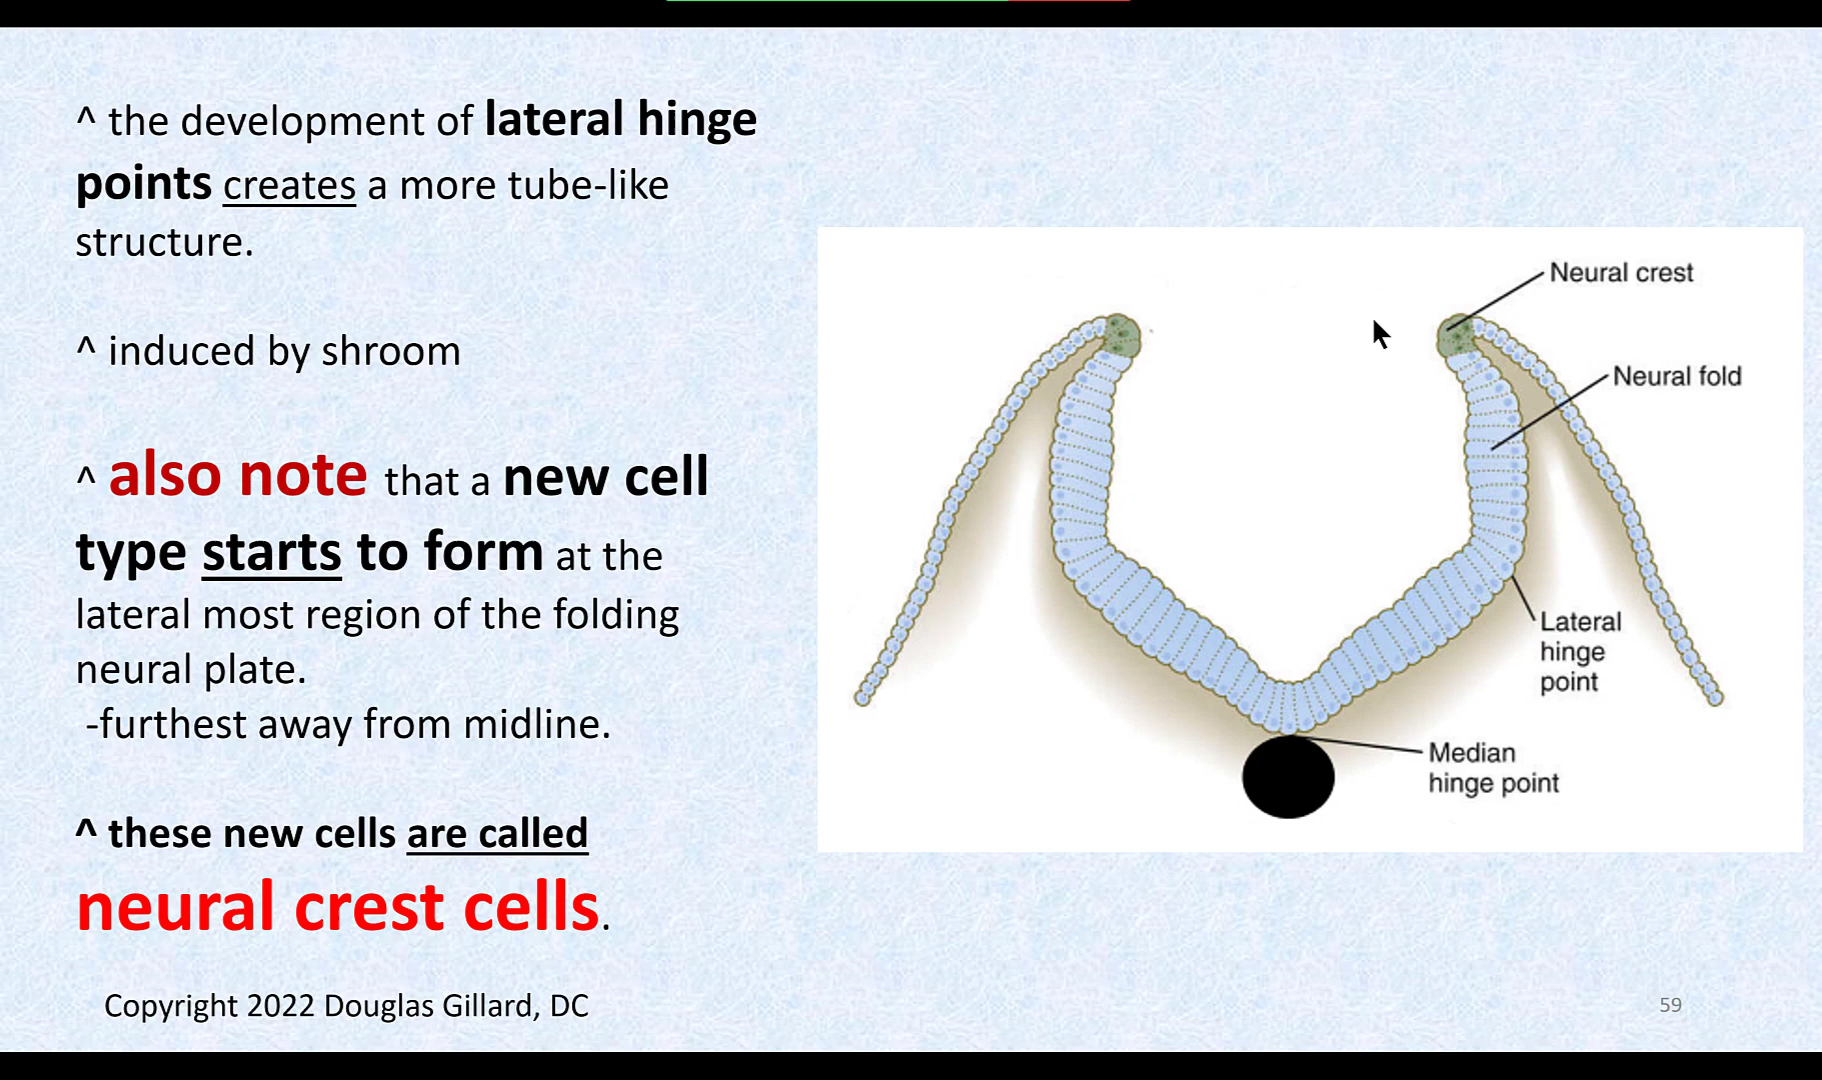 ^ the development of lateral hinge
points creates a more tube-like
structure.
^ induced by shroom
^ also note that a new cell
type starts to form at the
lateral most region of the folding
neural plate.
-furthest away from midline.
^ these new cells are called
neural crest cells.
Neural crest
Neural fold
Lateral
hinge
point
Median
hinge point
Copyright 2022 Douglas Gillard, DC
59